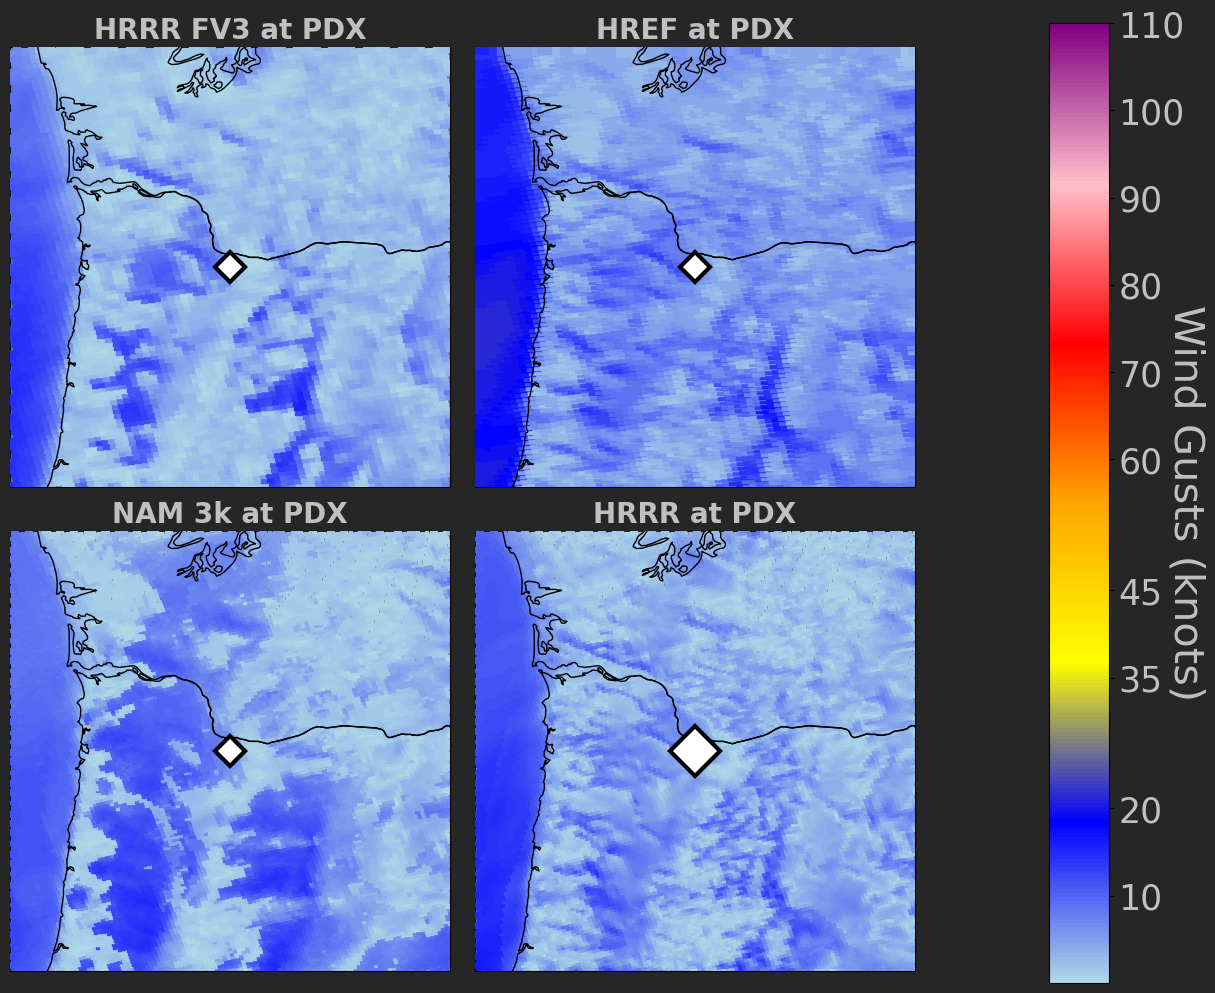 HRRR FV3 at PDX
HREF at PDX
NAM 3k at PDX
HRRR at PDX
110
100
90
80
70
60
45
35
20
10
Wind Gusts (knots)